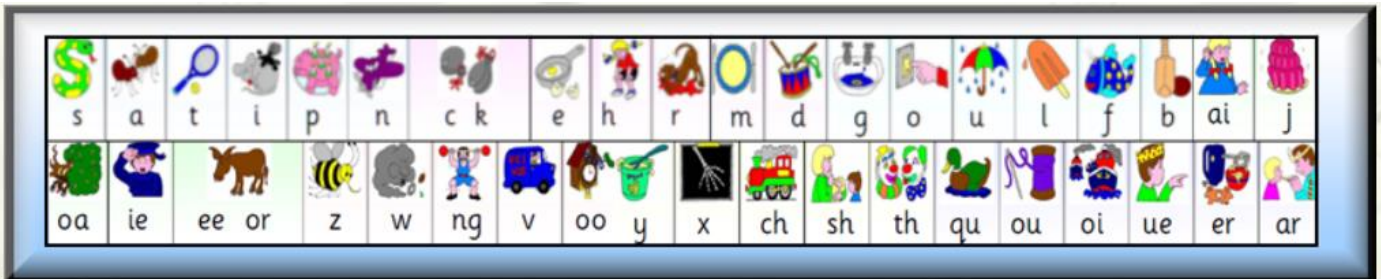 s a t i p n c k e h r m d g o u l f b ai j
oa ie ee or z w ng v oo y x ch sh th qu ou oi ue er ar